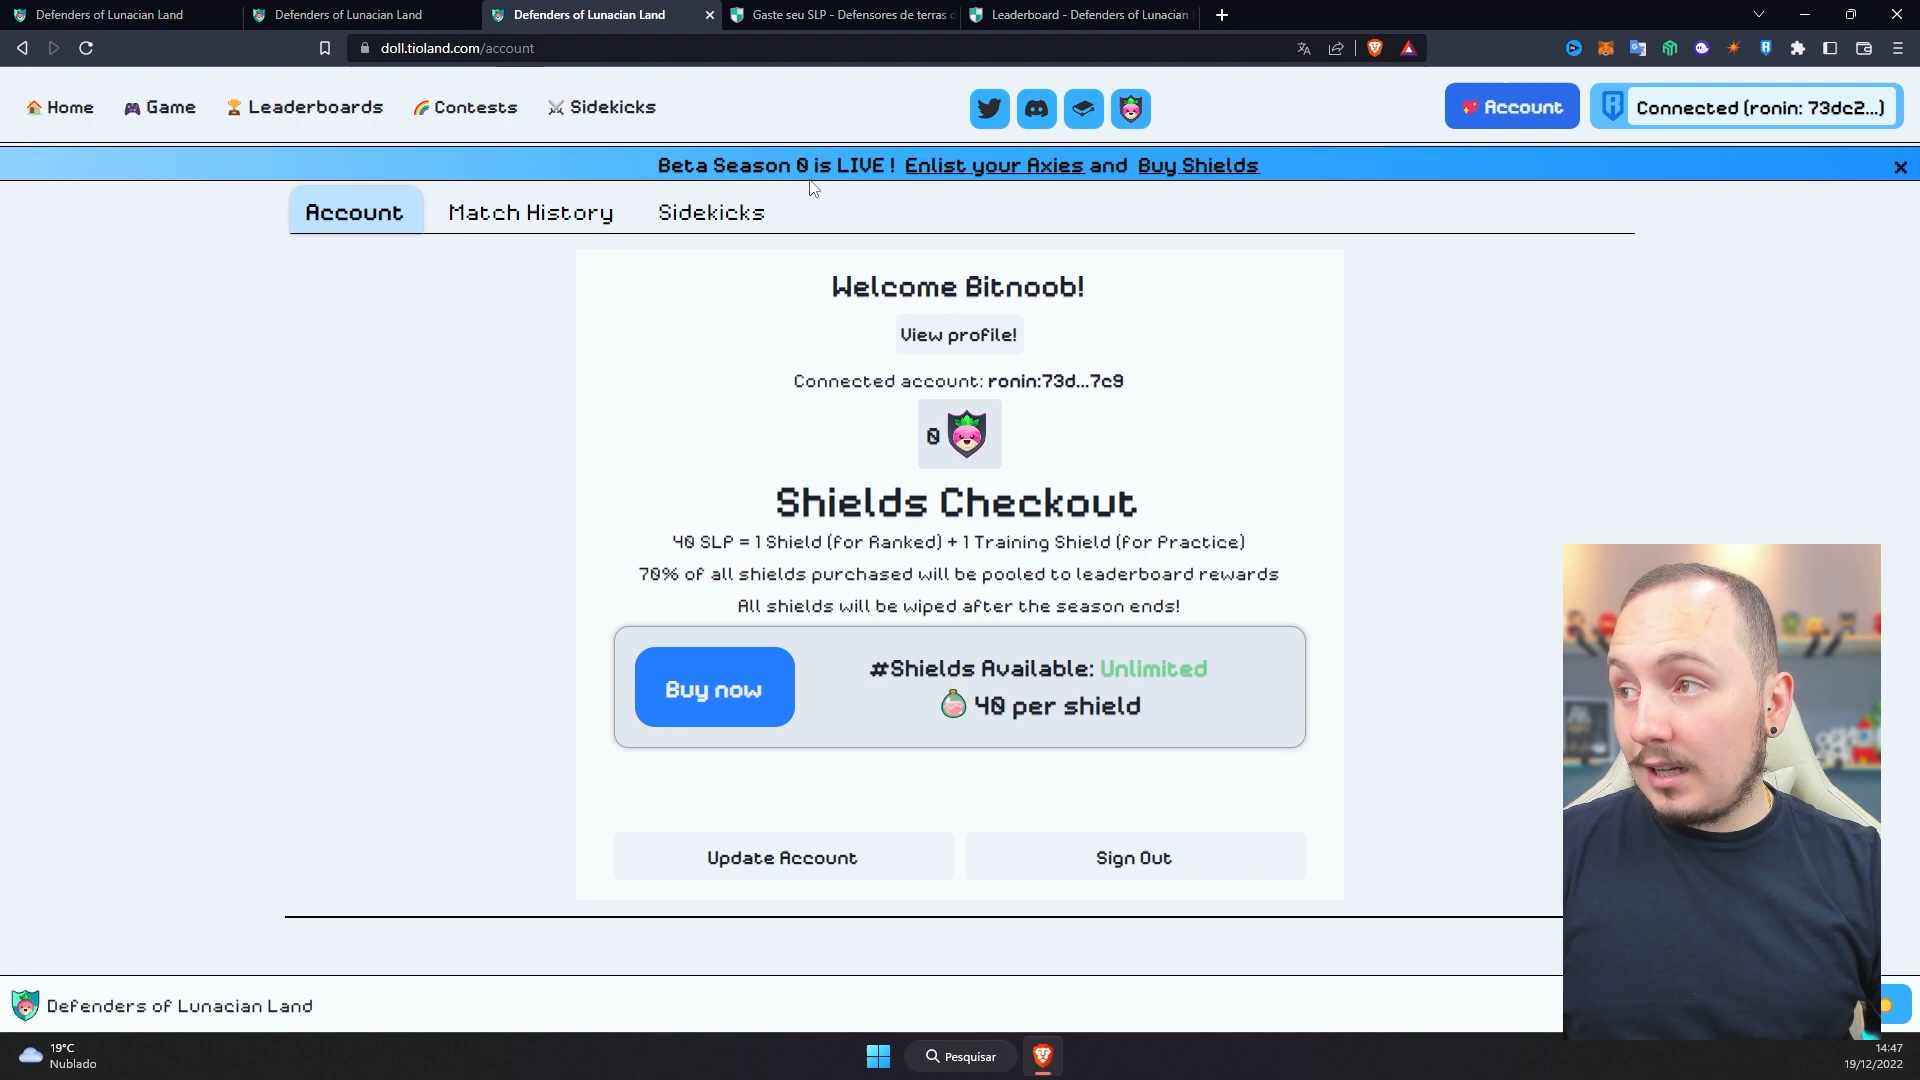 Defenders of Lunacian Land
Defenders of Lunacian Land
Defenders of Lunacian Land
Gaste seu SLP - Defensores de terras
Leaderboard - Defenders of Lunacian
doll.tioland.com/account
Home
Game
Leaderboards
Contests
Sidekicks
Account
Connected (ronin: 73dc2...)
Beta Season 0 is LIVE! Enlist your Axies and Buy Shields
Account
Match History
Sidekicks
Welcome Bitnoob!
View profile!
Connected account: ronin:73d...7c9
0
Shields Checkout
40 SLP = 1 Shield (for Ranked) + 1 Training Shield (for Practice)
70% of all shields purchased will be pooled to leaderboard rewards
All shields will be wiped after the season ends!
Buy now
#Shields Available: Unlimited
40 per shield
Update Account
Sign Out
Defenders of Lunacian Land
19°C
Nublado
Pesquisar
14:47
19/12/2022